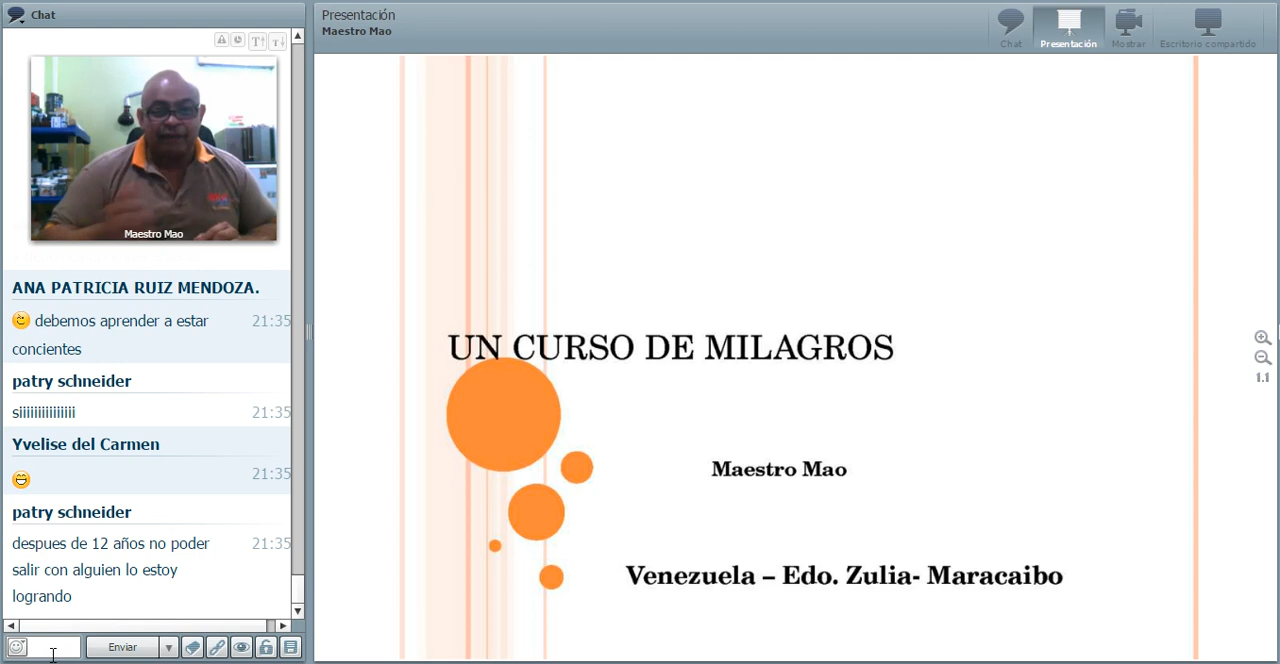 Chat
Maestro Mao
ANA PATRICIA RUIZ MENDOZA.
debemos aprender a estar 21:35
concientes
patry schneider
siiiiiiiiiiiiiii 21:35
Yvelise del Carmen
21:35
patry schneider
despues de 12 años no poder 21:35
salir con alguien lo estoy
logrando
Enviar
Presentación
Maestro Mao
Chat
Presentación
Mostrar
Escritorio compartido
UN CURSO DE MILAGROS
Maestro Mao
Venezuela – Edo. Zulia- Maracaibo
1.1